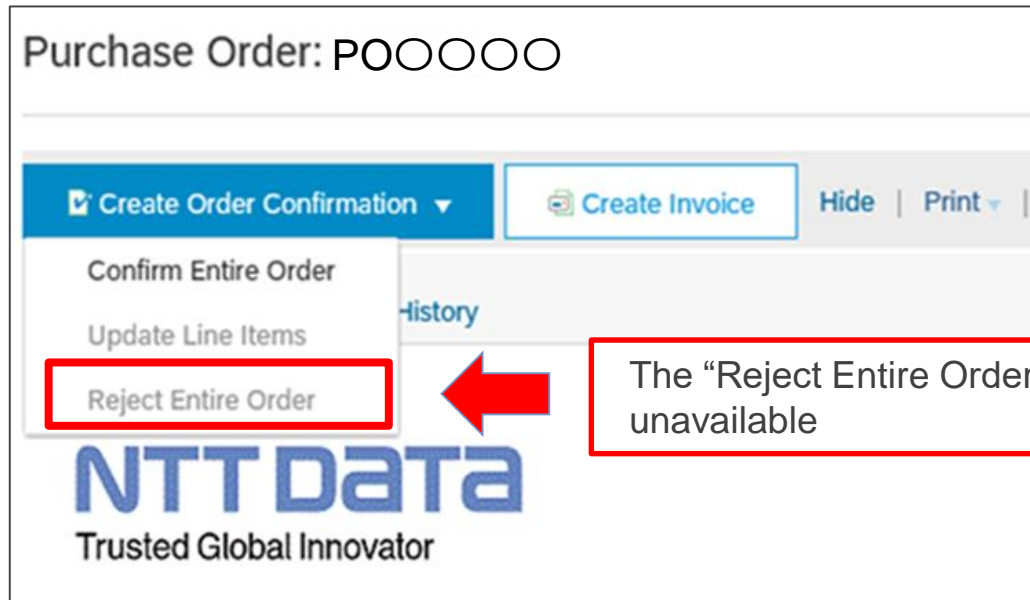 Purchase Order: PO〇〇〇〇
Create Order Confirmation ▼
Create Invoice
Hide | Print ▾ |
Confirm Entire Order
History
Update Line Items
Reject Entire Order
The “Reject Entire Order
unavailable
NTT DATA
Trusted Global Innovator